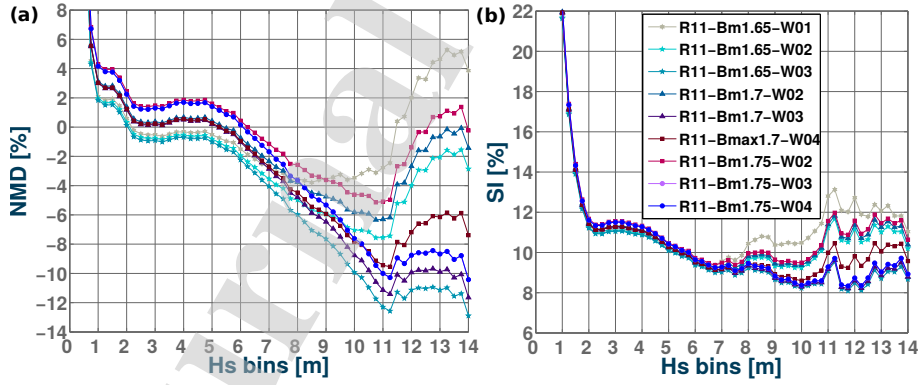 (a)
NMD [%]
8
6
4
2
0
−2
−4
−6
−8
−10
−12
−14
0 1 2 3 4 5 6 7 8 9 10 11 12 13 14
Hs bins [m]
(b)
SI [%]
22
20
18
16
14
12
10
8
6
0 1 2 3 4 5 6 7 8 9 10 11 12 13 14
Hs bins [m]
R11−Bm1.65−W01
R11−Bm1.65−W02
R11−Bm1.65−W03
R11−Bm1.7−W02
R11−Bm1.7−W03
R11−Bmax1.7−W04
R11−Bm1.75−W02
R11−Bm1.75−W03
R11−Bm1.75−W04